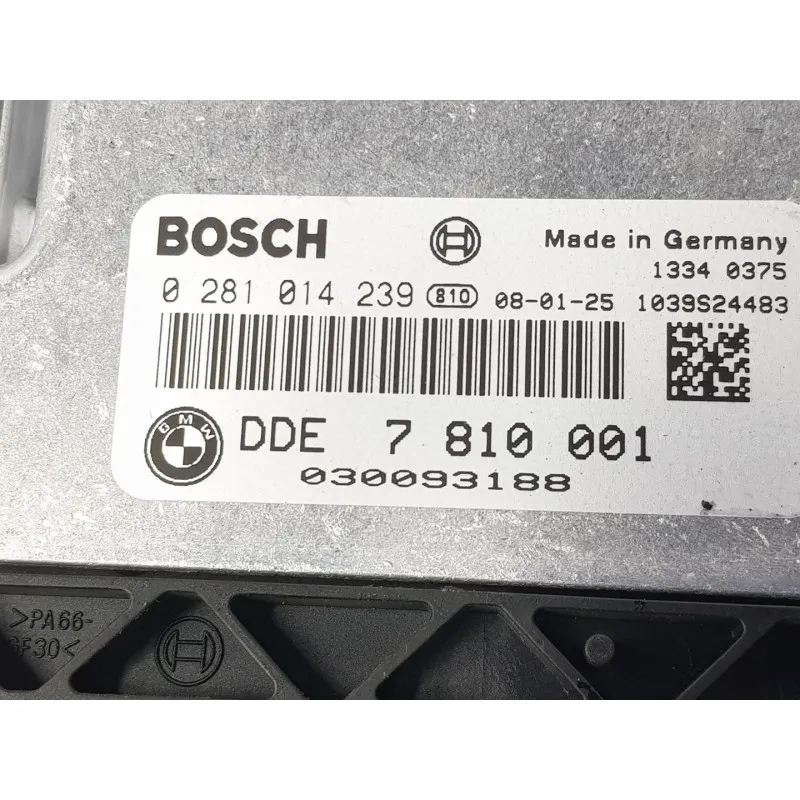 BOSCH
Made in Germany
1334 0375
0 281 014 239 810 08-01-25 1039S24483
BMW
DDE 7 810 001
030093188
>PA66-
GF30<